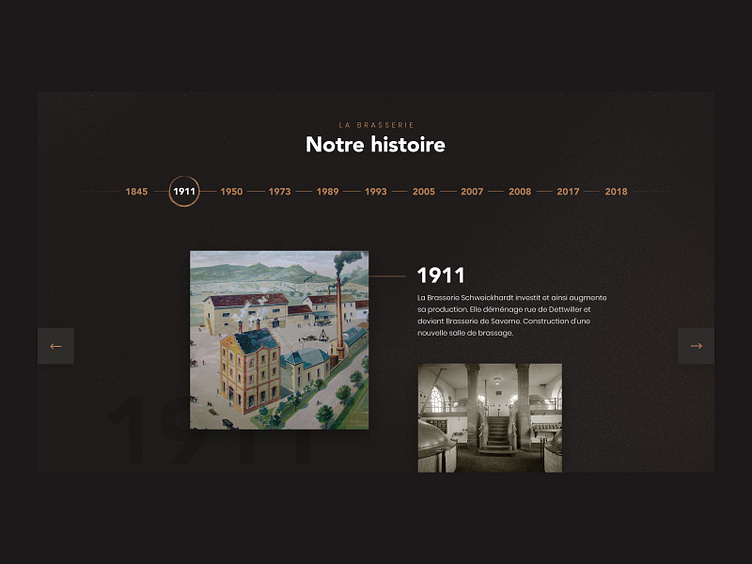 LA BRASSERIE
Notre histoire
1845 1911 1950 1973 1989 1993 2005 2007 2008 2017 2018
1911
La Brasserie Schweickhardt investit et ainsi augmente
sa production. Elle déménage rue de Dettwiller et
devient Brasserie de Saverne. Construction d'une
nouvelle salle de brassage.
1911